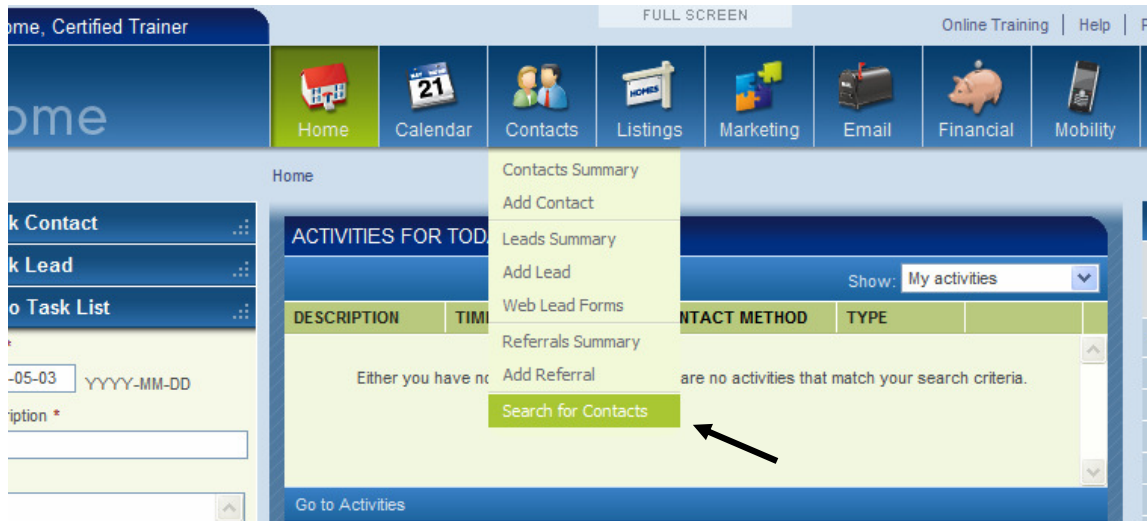 ome, Certified Trainer
FULL SCREEN
Online Training | Help |
ome
21
HOMES
Home Calendar Contacts Listings Marketing Email Financial Mobility
Home
Contacts Summary
Add Contact
Leads Summary
Add Lead
Web Lead Forms
Referrals Summary
Add Referral
Search for Contacts
k Contact
k Lead
o Task List
*
-05-03 YYYY-MM-DD
ription *
ACTIVITIES FOR TOD
Show: My activities
DESCRIPTION TIM NTACT METHOD TYPE
Either you have no are no activities that match your search criteria.
Go to Activities